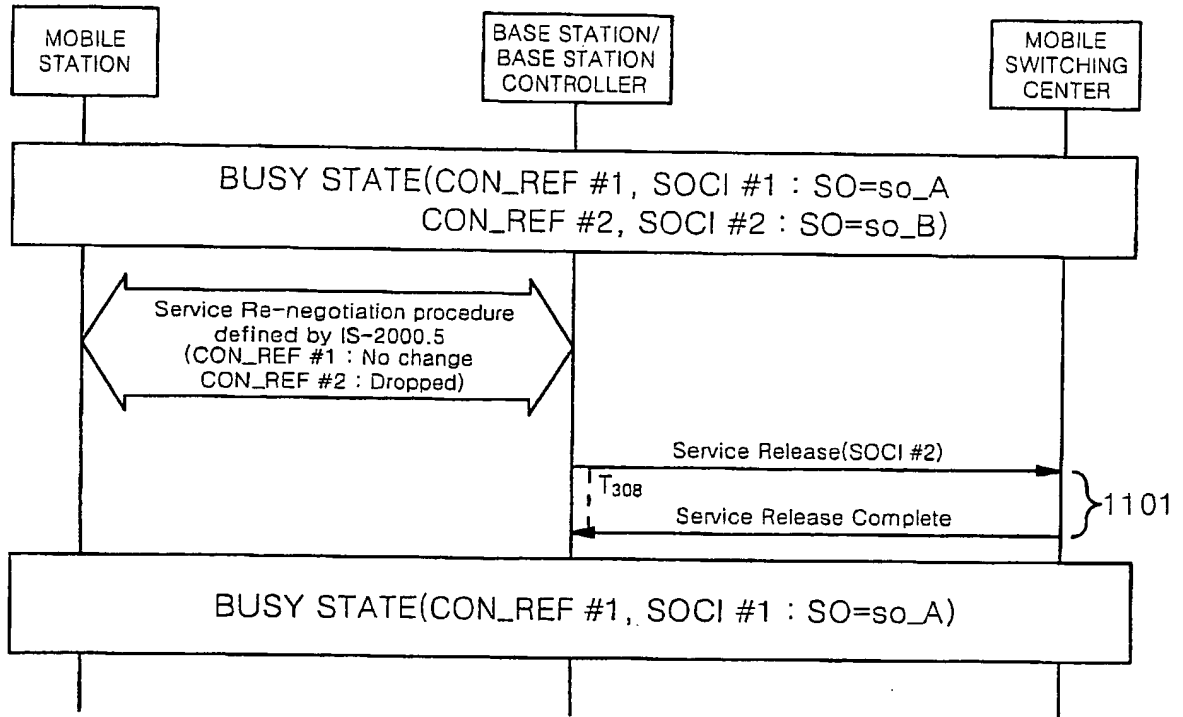 MOBILE
STATION
BASE STATION/
BASE STATION
CONTROLLER
MOBILE
SWITCHING
CENTER
BUSY STATE(CON_REF #1, SOCI #1 : SO=so_A
CON_REF #2, SOCI #2 : SO=so_B)
Service Re-negotiation procedure
defined by IS-2000.5
(CON_REF #1 : No change
CON_REF #2 : Dropped)
Service Release(SOCI #2)
T308
1101
Service Release Complete
BUSY STATE(CON_REF #1, SOCI #1 : SO=so_A)